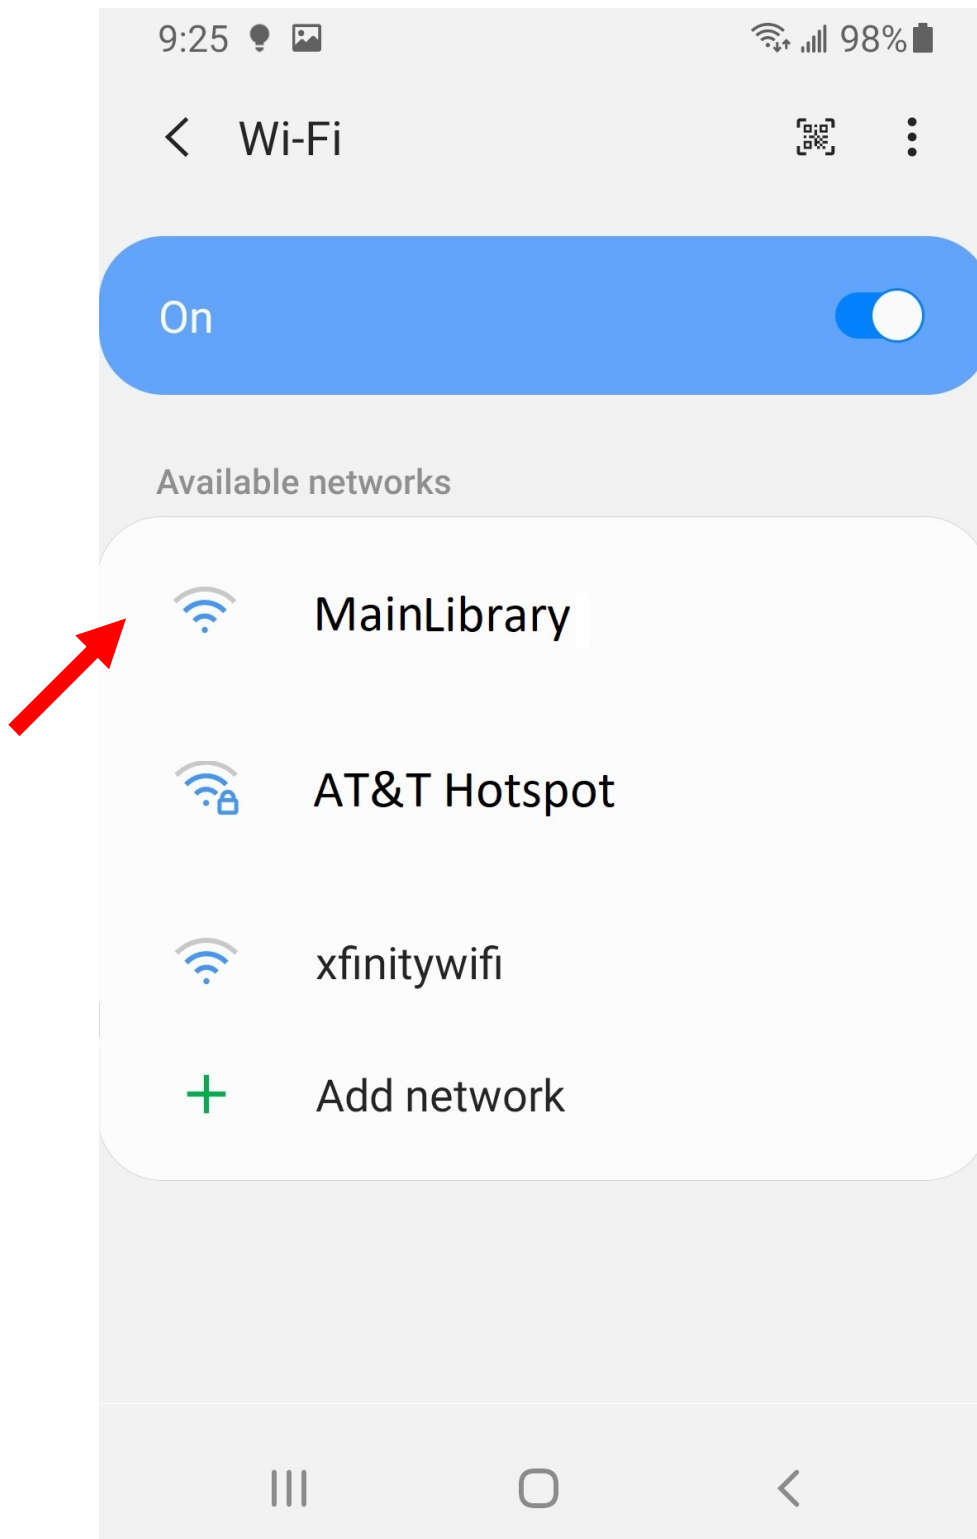 9:25 98%
Wi-Fi
On
Available networks
MainLibrary
AT&T Hotspot
xfinitywifi
Add network